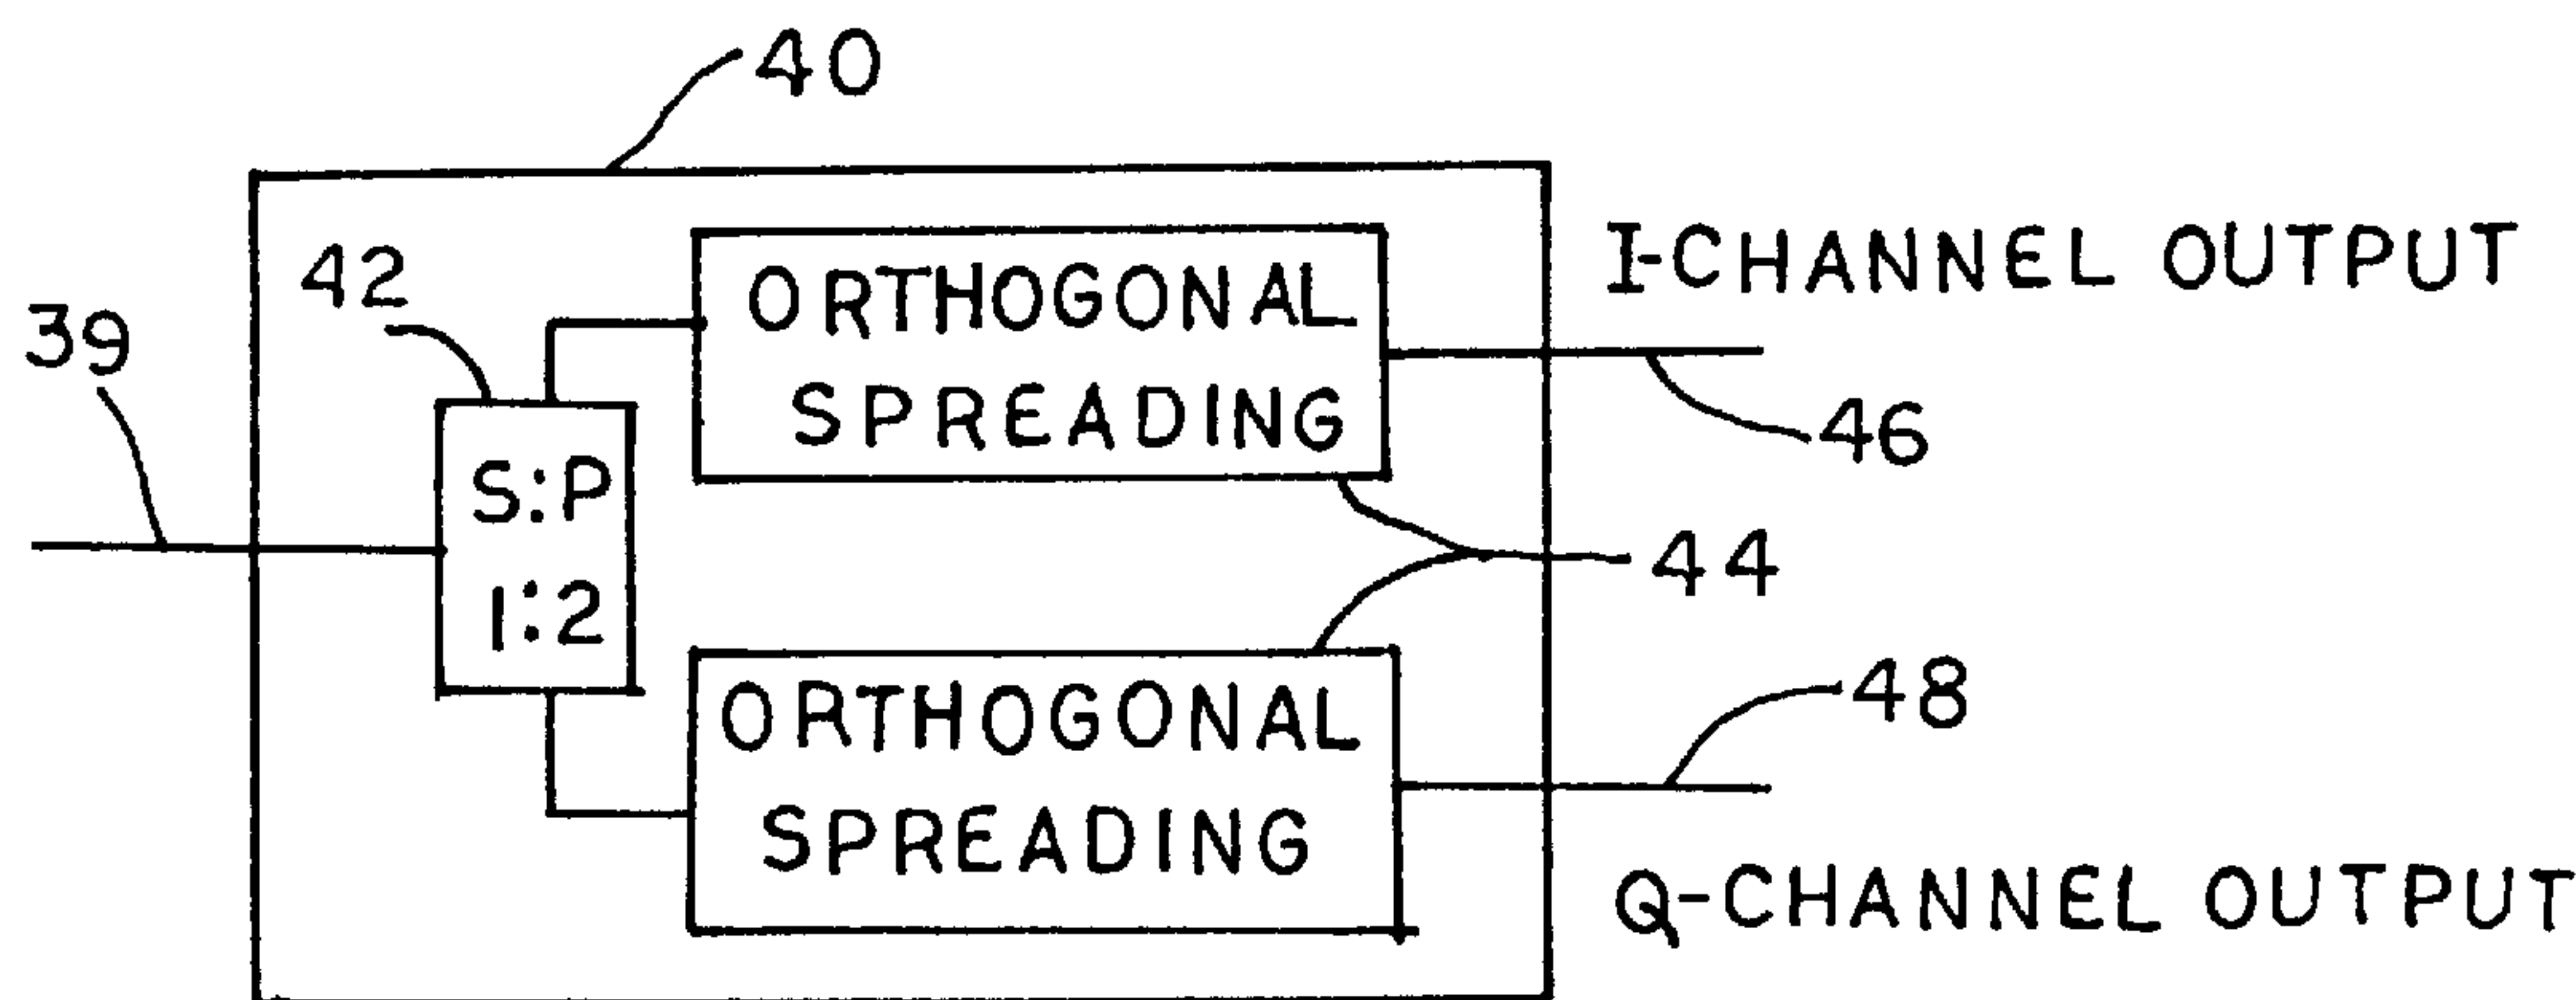 40
42
39
ORTHOGONAL
SPREADING
I-CHANNEL OUTPUT
46
S:P
1:2
44
ORTHOGONAL
SPREADING
48
Q-CHANNEL OUTPUT